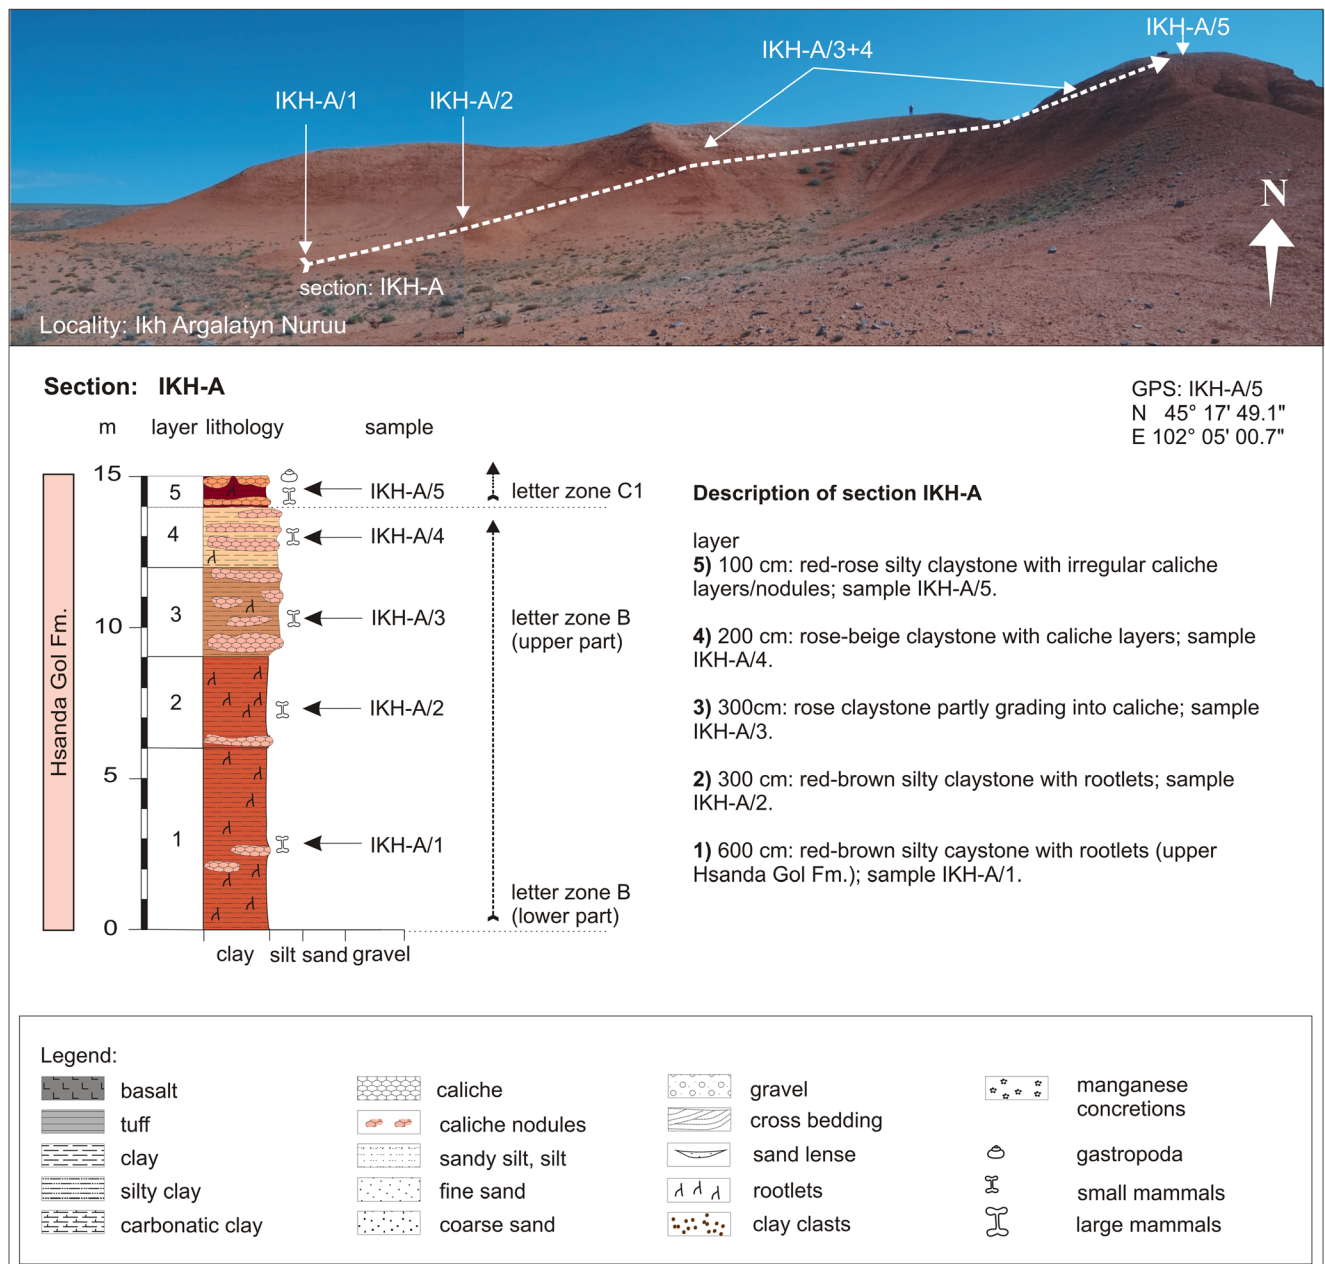 IKH-A/5
IKH-A/3+4
IKH-A/1
IKH-A/2
N
section: IKH-A
Locality: Ikh Argalatyn Nuruu
Section: IKH-A
GPS: IKH-A/5
N 45° 17' 49.1"
E 102° 05' 00.7"
m layer lithology sample
Hsanda Gol Fm.
15
10
5
0
5
4
3
2
1
IKH-A/5
IKH-A/4
IKH-A/3
IKH-A/2
IKH-A/1
letter zone C1
letter zone B
(upper part)
letter zone B
(lower part)
clay silt sand gravel
Description of section IKH-A
layer
5) 100 cm: red-rose silty claystone with irregular caliche
layers/nodules; sample IKH-A/5.
4) 200 cm: rose-beige claystone with caliche layers; sample
IKH-A/4.
3) 300cm: rose claystone partly grading into caliche; sample
IKH-A/3.
2) 300 cm: red-brown silty claystone with rootlets; sample
IKH-A/2.
1) 600 cm: red-brown silty caystone with rootlets (upper
Hsanda Gol Fm.); sample IKH-A/1.
Legend:
basalt
tuff
clay
silty clay
carbonatic clay
caliche
caliche nodules
sandy silt, silt
fine sand
coarse sand
gravel
cross bedding
sand lense
rootlets
clay clasts
manganese
concretions
gastropoda
small mammals
large mammals